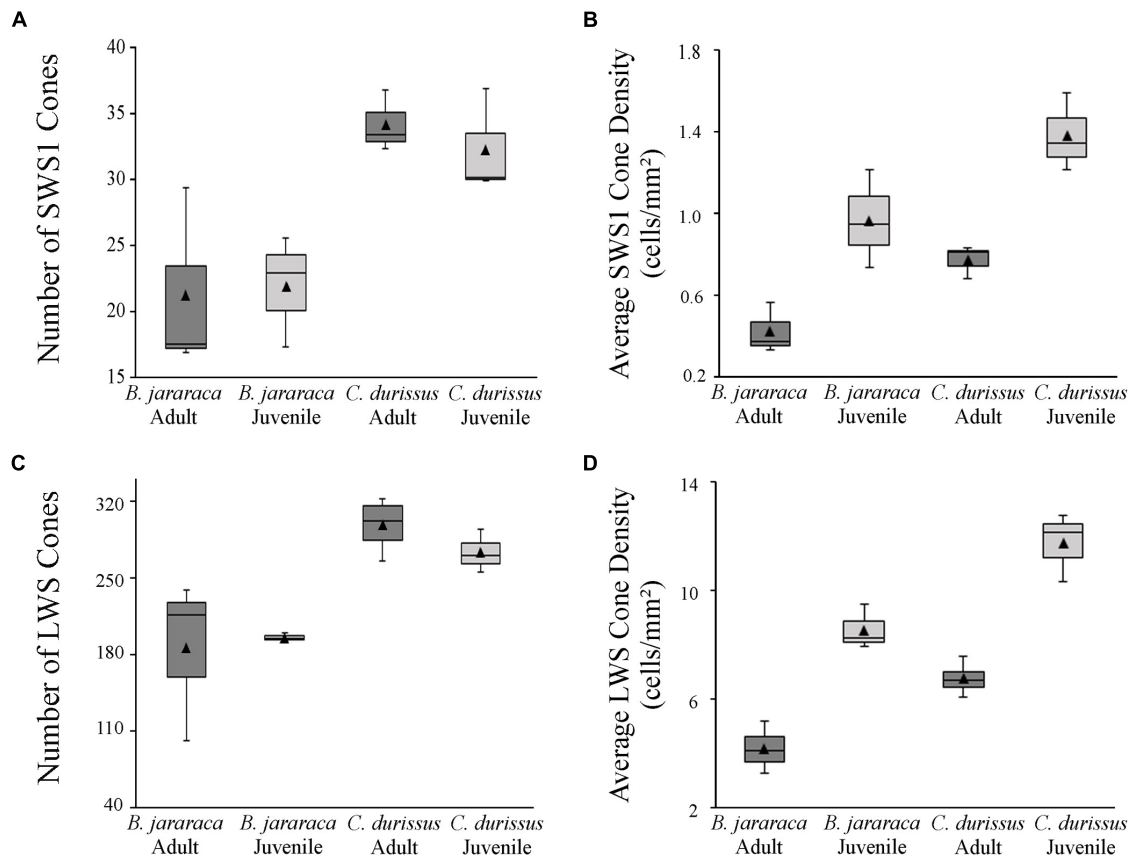 A
Number of SWS1 Cones
40
35
30
25
20
15
B. jararaca B. jararaca C. durissus C. durissus
Adult Juvenile Adult Juvenile
B
Average SWS1 Cone Density
(cells/mm²)
1.8
1.4
1.0
0.6
0.2
B. jararaca B. jararaca C. durissus C. durissus
Adult Juvenile Adult Juvenile
C
Number of LWS Cones
320
250
180
110
40
B. jararaca B. jararaca C. durissus C. durissus
Adult Juvenile Adult Juvenile
D
Average LWS Cone Density
(cells/mm²)
14
10
6
2
B. jararaca B. jararaca C. durissus C. durissus
Adult Juvenile Adult Juvenile